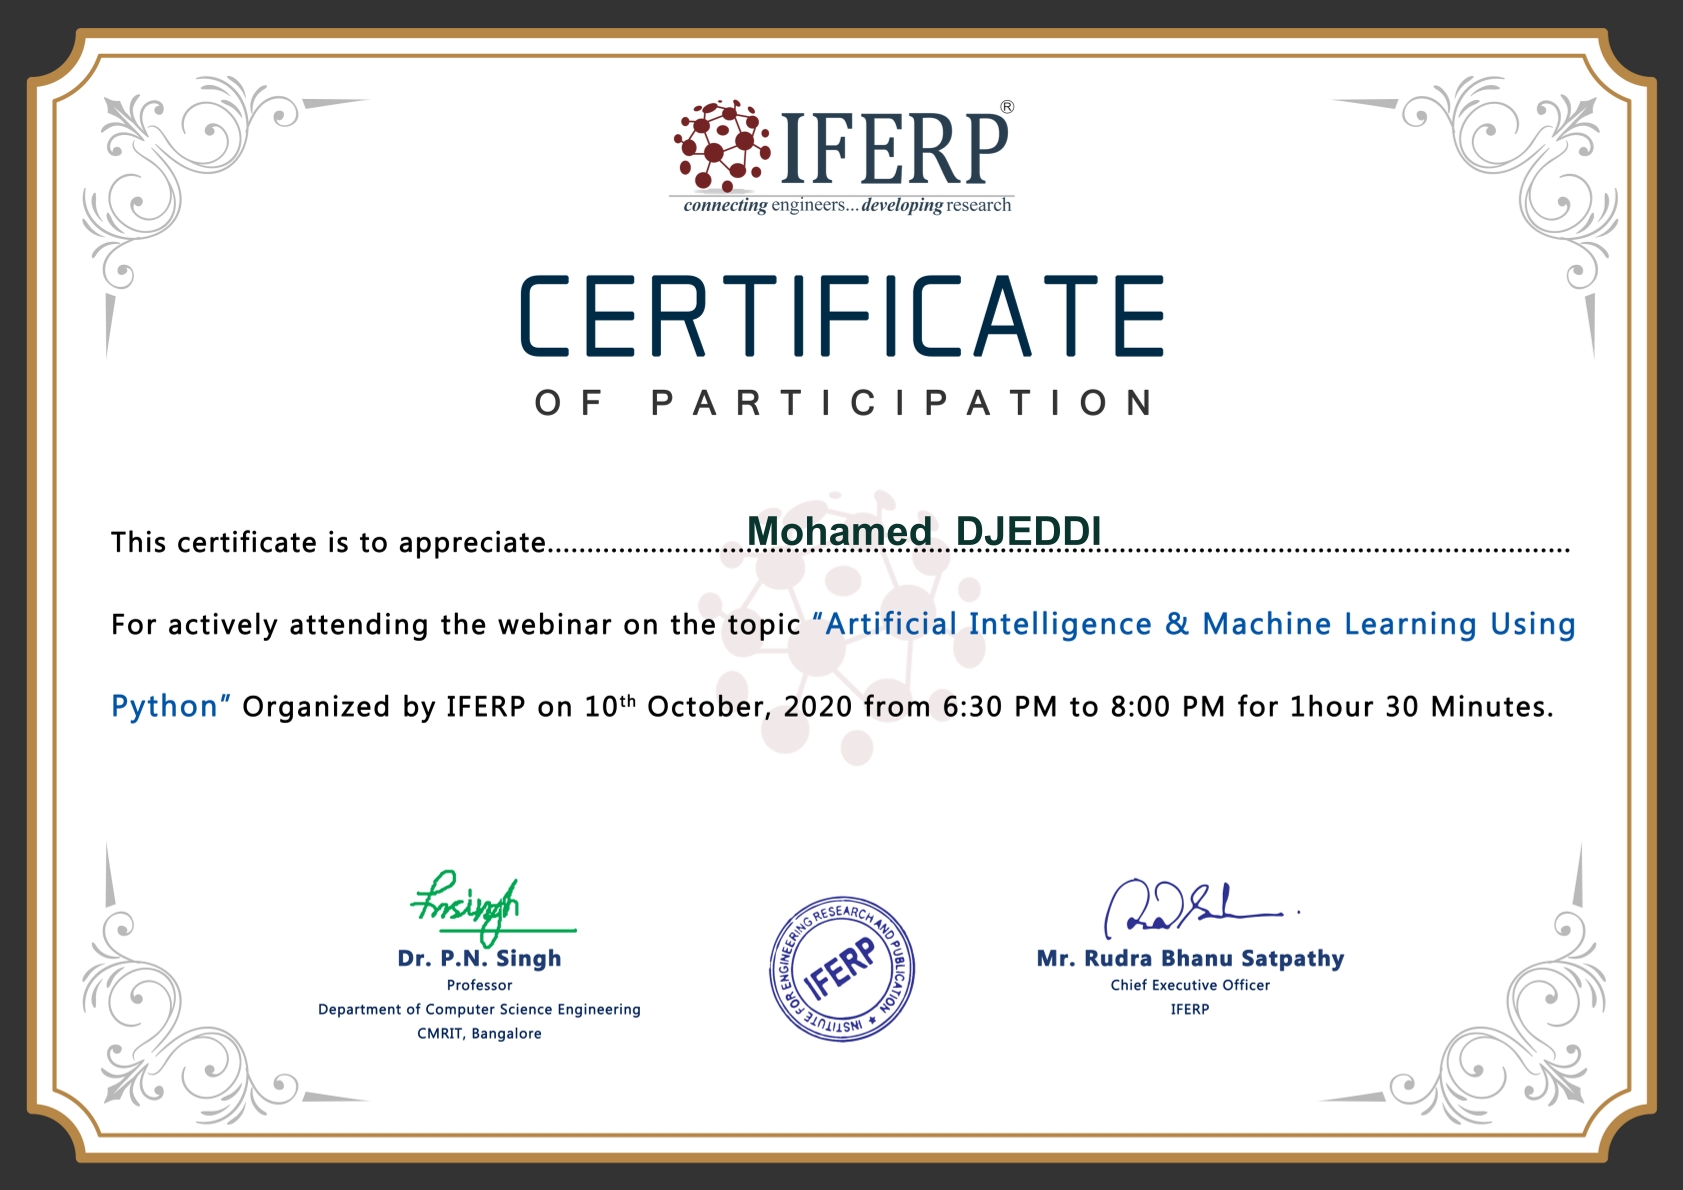 IFERP®
connecting engineers...developing research
CERTIFICATE
OF PARTICIPATION
This certificate is to appreciate.......................Mohamed DJEDDI.......................
For actively attending the webinar on the topic “Artificial Intelligence & Machine Learning Using
Python” Organized by IFERP on 10th October, 2020 from 6:30 PM to 8:00 PM for 1hour 30 Minutes.
Pnsingh
Dr. P.N. Singh
Professor
Department of Computer Science Engineering
CMRIT, Bangalore
INSTITUTE FOR ENGINEERING RESEARCH AND PUBLICATION ★
IFERP
Mr. Rudra Bhanu Satpathy
Chief Executive Officer
IFERP